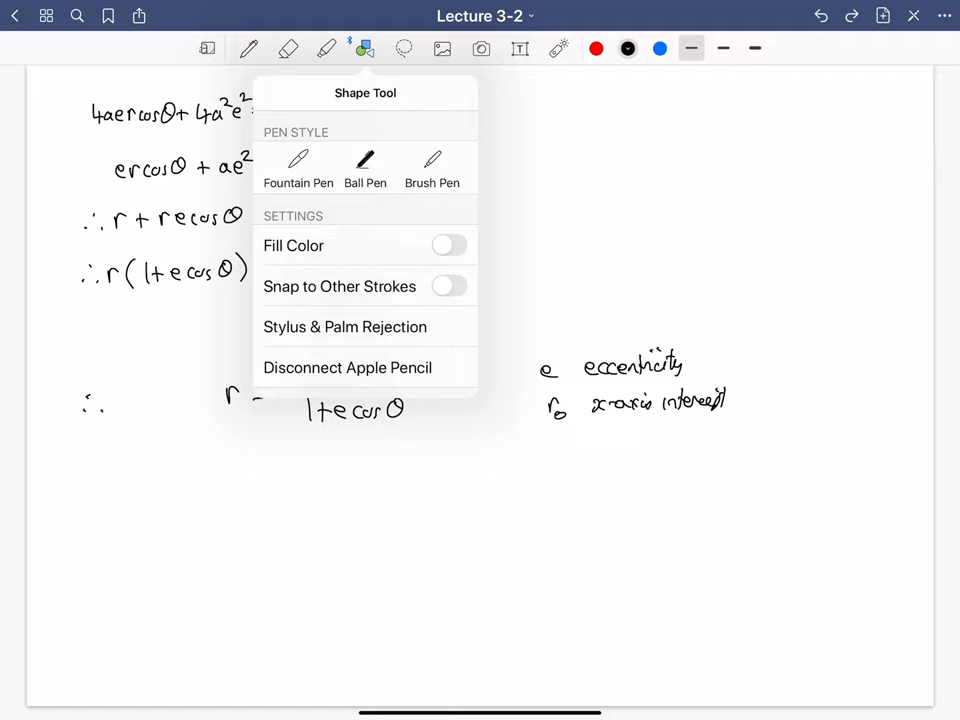 Lecture 3-2
Shape Tool
PEN STYLE
Fountain Pen Ball Pen Brush Pen
SETTINGS
Fill Color
Snap to Other Strokes
Stylus & Palm Rejection
Disconnect Apple Pencil
4aercosθ + 4a²e²
ercosθ + ae²
∴ r + recosθ
∴ r(1+ecosθ)
∴ r
1+ecosθ
e eccentricity
r₀ x-axis intercept